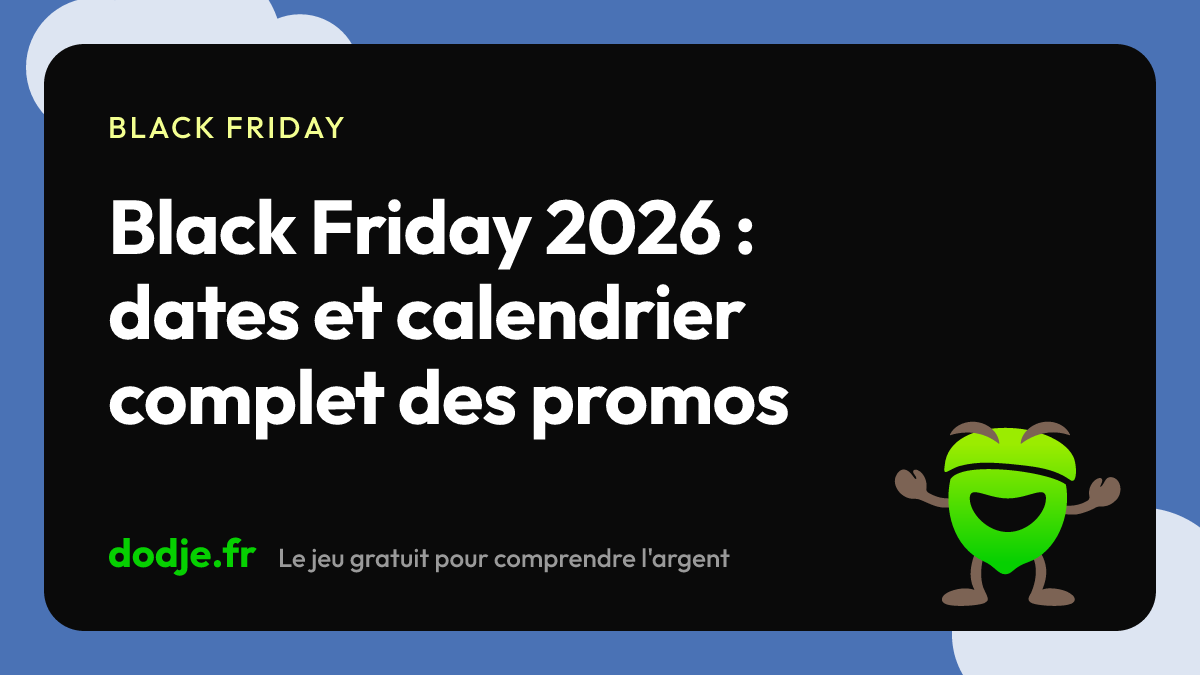 BLACK FRIDAY
Black Friday 2026 :
dates et calendrier
complet des promos
dodje.fr Le jeu gratuit pour comprendre l'argent